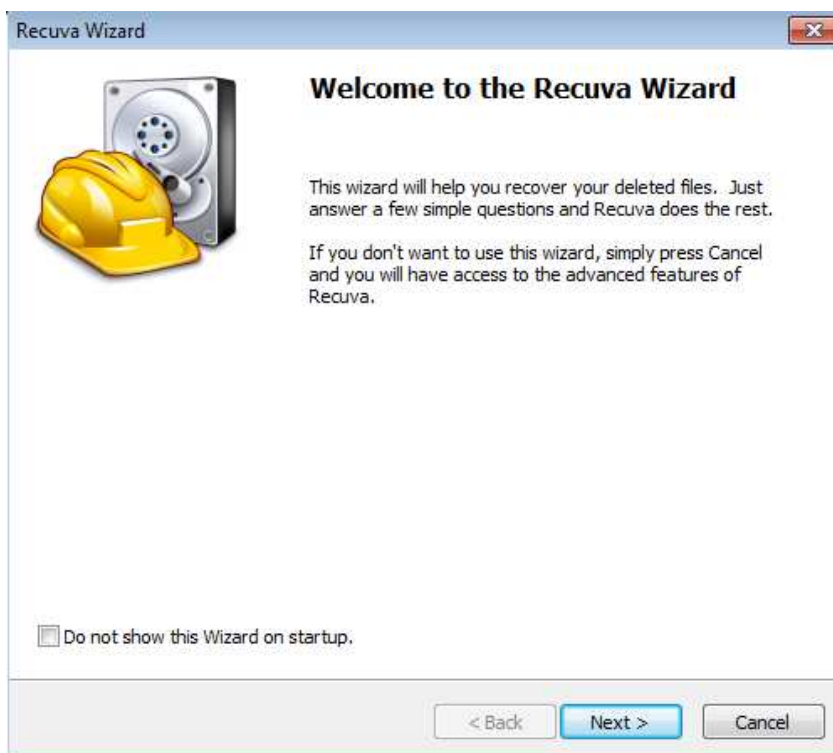 Recuva Wizard
Welcome to the Recuva Wizard
This wizard will help you recover your deleted files.  Just
answer a few simple questions and Recuva does the rest.
If you don't want to use this wizard, simply press Cancel
and you will have access to the advanced features of
Recuva.
Do not show this Wizard on startup.
< Back
Next >
Cancel